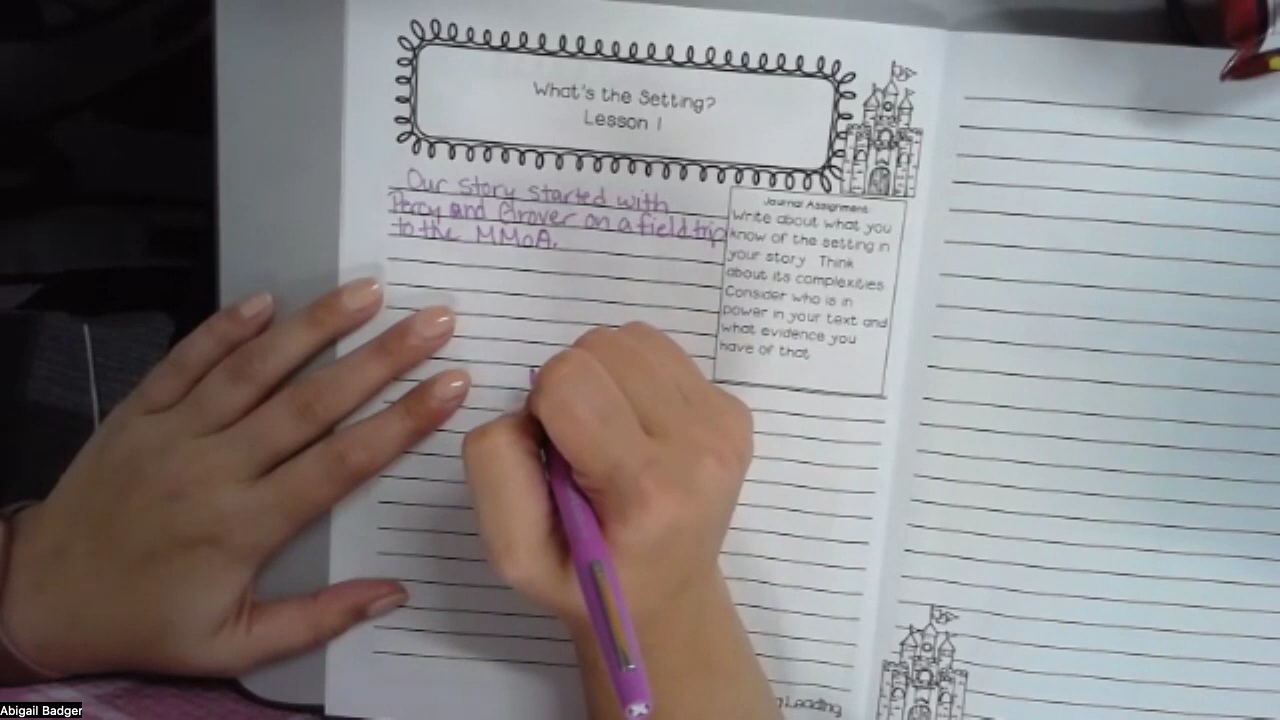 What's the Setting?
Lesson 1
Our story started with
Percy and Grover on a field trip
to the MMoA.
Journal Assignment:
Write about what you
know of the setting in
your story Think
about its complexities
Consider who is in
power in your text and
what evidence you
have of that
Leading
Abigail Badger